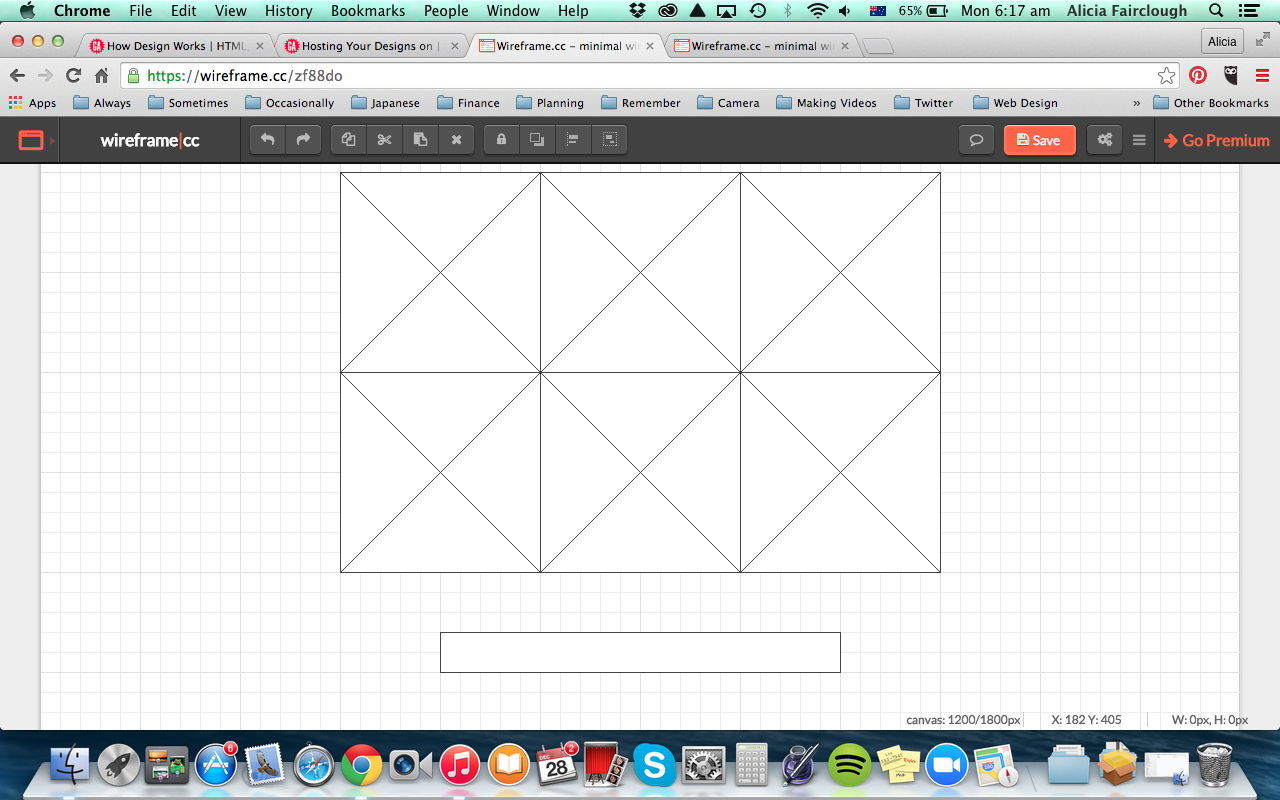 Chrome File Edit View History Bookmarks People Window Help 65% Mon 6:17 am Alicia Fairclough
How Design Works | HTML, Hosting Your Designs on | Wireframe.cc – minimal wi Wireframe.cc – minimal wi Alicia
https://wireframe.cc/zf88do
Apps Always Sometimes Occasionally Japanese Finance Planning Remember Camera Making Videos Twitter Web Design » Other Bookmarks
wireframe|cc Save Go Premium
canvas: 1200/1800px X: 182 Y: 405 W: 0px, H: 0px
6 DEC 28 2